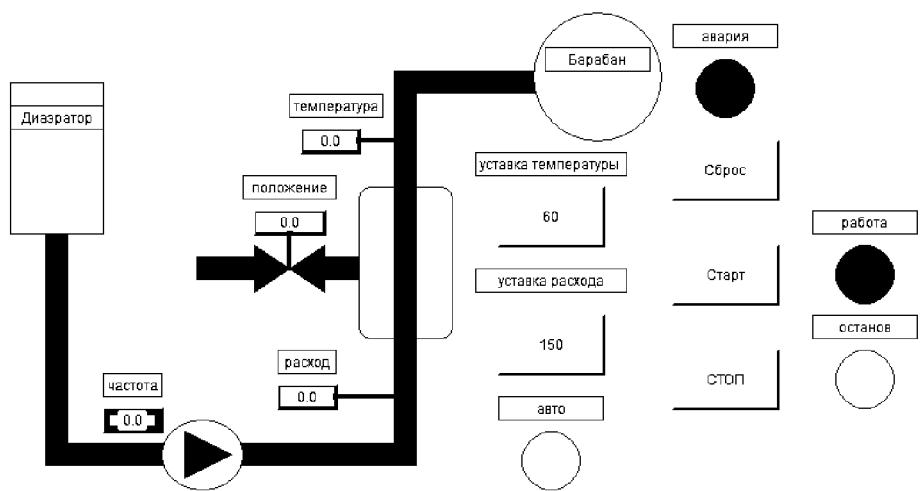 авария
Барабан
температура
Диаэратор
0.0
уставка температуры
Сброс
положение
0.0
60
работа
уставка расхода
Старт
150
останов
расход
0.0
СТОП
частота
0.0
авто